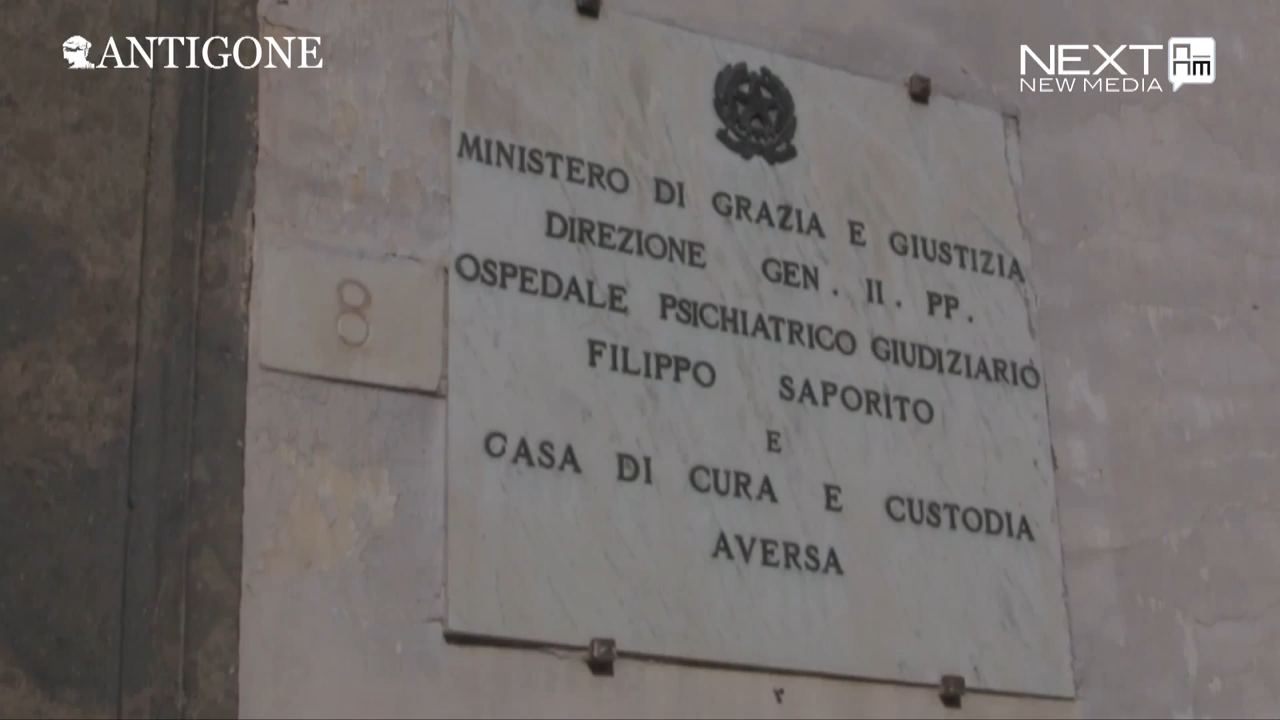 ANTIGONE
NEXT
NEW MEDIA
MINISTERO DI GRAZIA E GIUSTIZIA
DIREZIONE GEN. II. PP.
OSPEDALE PSICHIATRICO GIUDIZIARIO
FILIPPO SAPORITO
E
CASA DI CURA E CUSTODIA
AVERSA
8